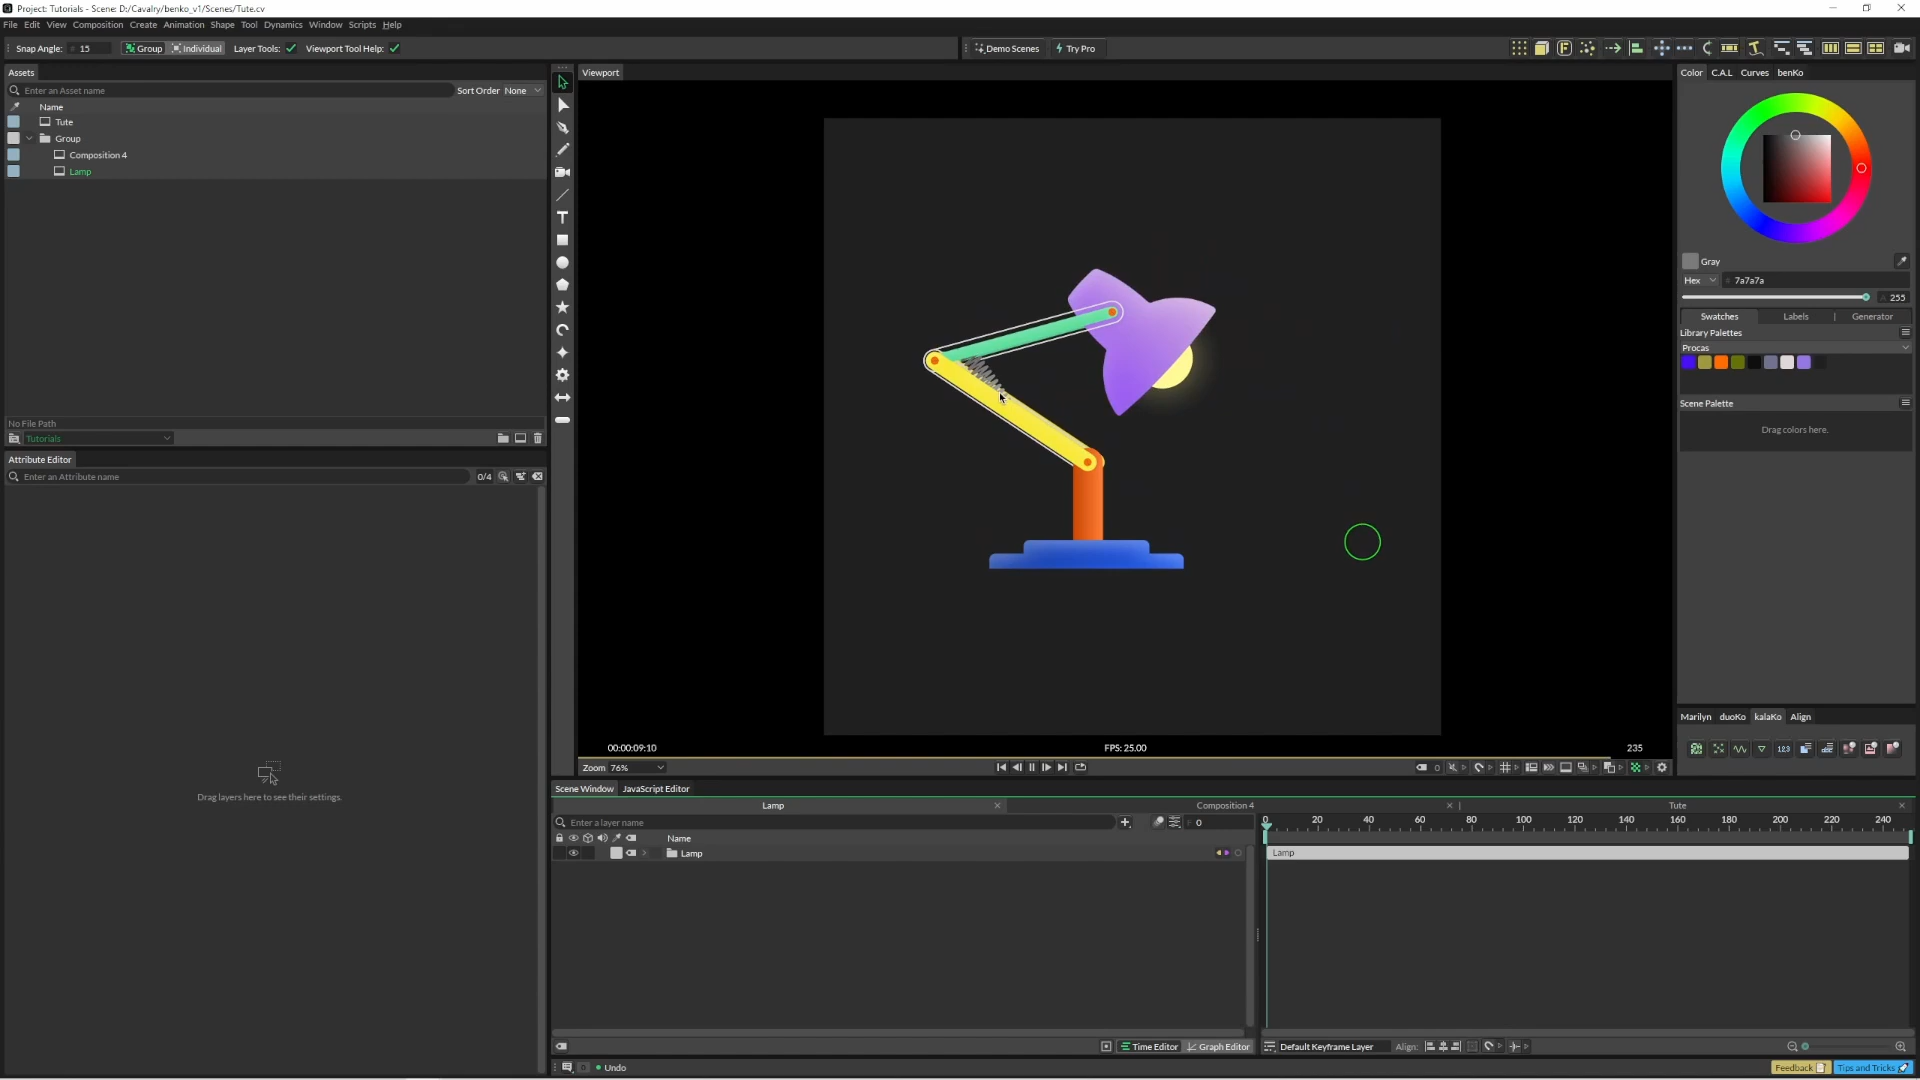 Project: Tutorials - Scene: D:/Cavalry/benko_v1/Scenes/Tute.cv
File Edit View Composition Create Animation Shape Tool Dynamics Window Scripts Help
Snap Angle: 15 Group Individual Layer Tools: Viewport Tool Help: Demo Scenes Try Pro
Assets
Enter an Asset name
Sort Order None
Name
Tute
Group
Composition 4
Lamp
No File Path
Tutorials
Attribute Editor
Enter an Attribute name
0/4
Drag layers here to see their settings.
Viewport
00:00:09:10
FPS: 25.00
235
Zoom 76%
0
Color C.A.L Curves benKo
Gray
Hex 7a7a7a
A 255
Swatches Labels Generator
Library Palettes
Procas
Scene Palette
Drag colors here.
Marilyn duoKo kalaKo Align
123
Scene Window JavaScript Editor
Lamp Composition 4 Tute
Enter a layer name
0
0 20 40 60 80 100 120 140 160 180 200 220 240
Name
Lamp
Lamp
Time Editor Graph Editor Default Keyframe Layer Align:
Undo
Feedback Tips and Tricks